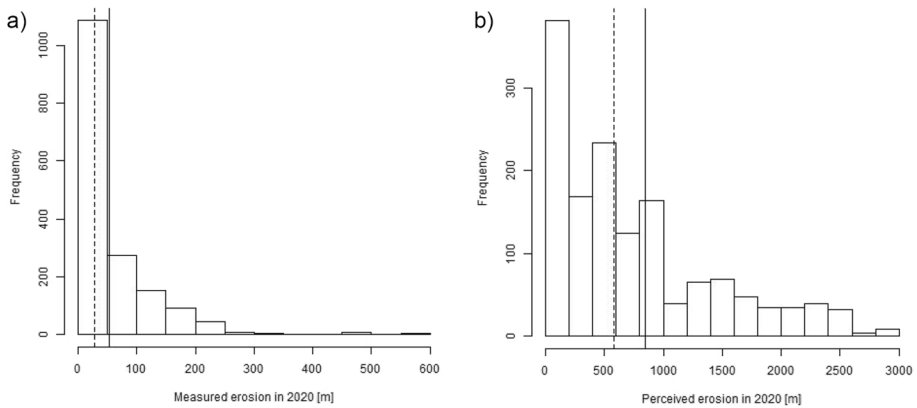 a)
Frequency
1000
800
600
400
200
0
0 100 200 300 400 500 600
Measured erosion in 2020 [m]
b)
Frequency
300
200
100
0
0 500 1000 1500 2000 2500 3000
Perceived erosion in 2020 [m]